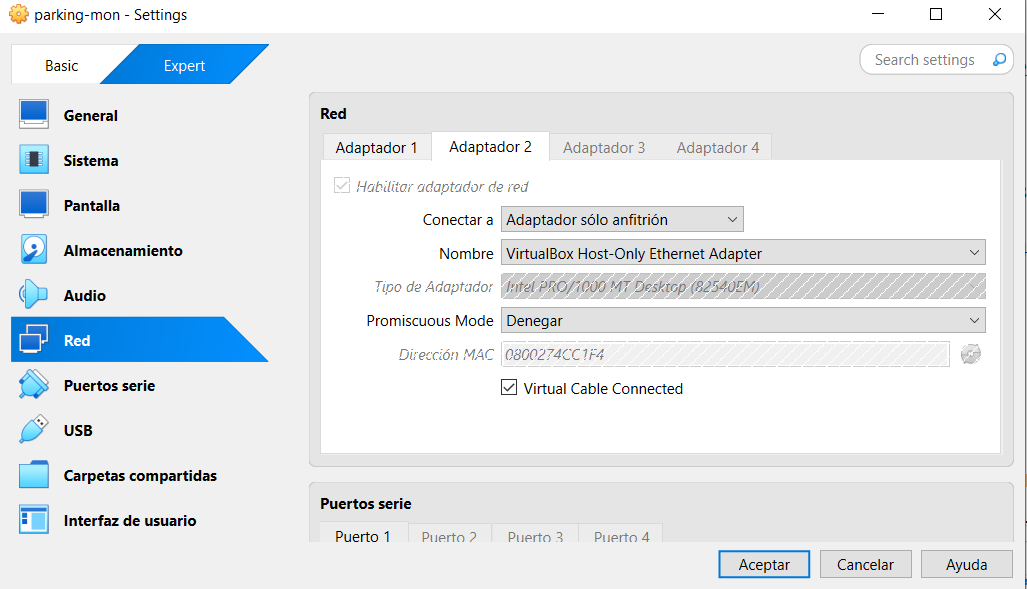 parking-mon - Settings
Basic
Expert
Search settings
General
Sistema
Pantalla
Almacenamiento
Audio
Red
Puertos serie
USB
Carpetas compartidas
Interfaz de usuario
Red
Adaptador 1
Adaptador 2
Adaptador 3
Adaptador 4
Habilitar adaptador de red
Conectar a Adaptador sólo anfitrión
Nombre VirtualBox Host-Only Ethernet Adapter
Tipo de Adaptador Intel PRO/1000 MT Desktop (82540EM)
Promiscuous Mode Denegar
Dirección MAC 0800274CC1F4
Virtual Cable Connected
Puertos serie
Puerto 1
Puerto 2
Puerto 3
Puerto 4
Aceptar
Cancelar
Ayuda